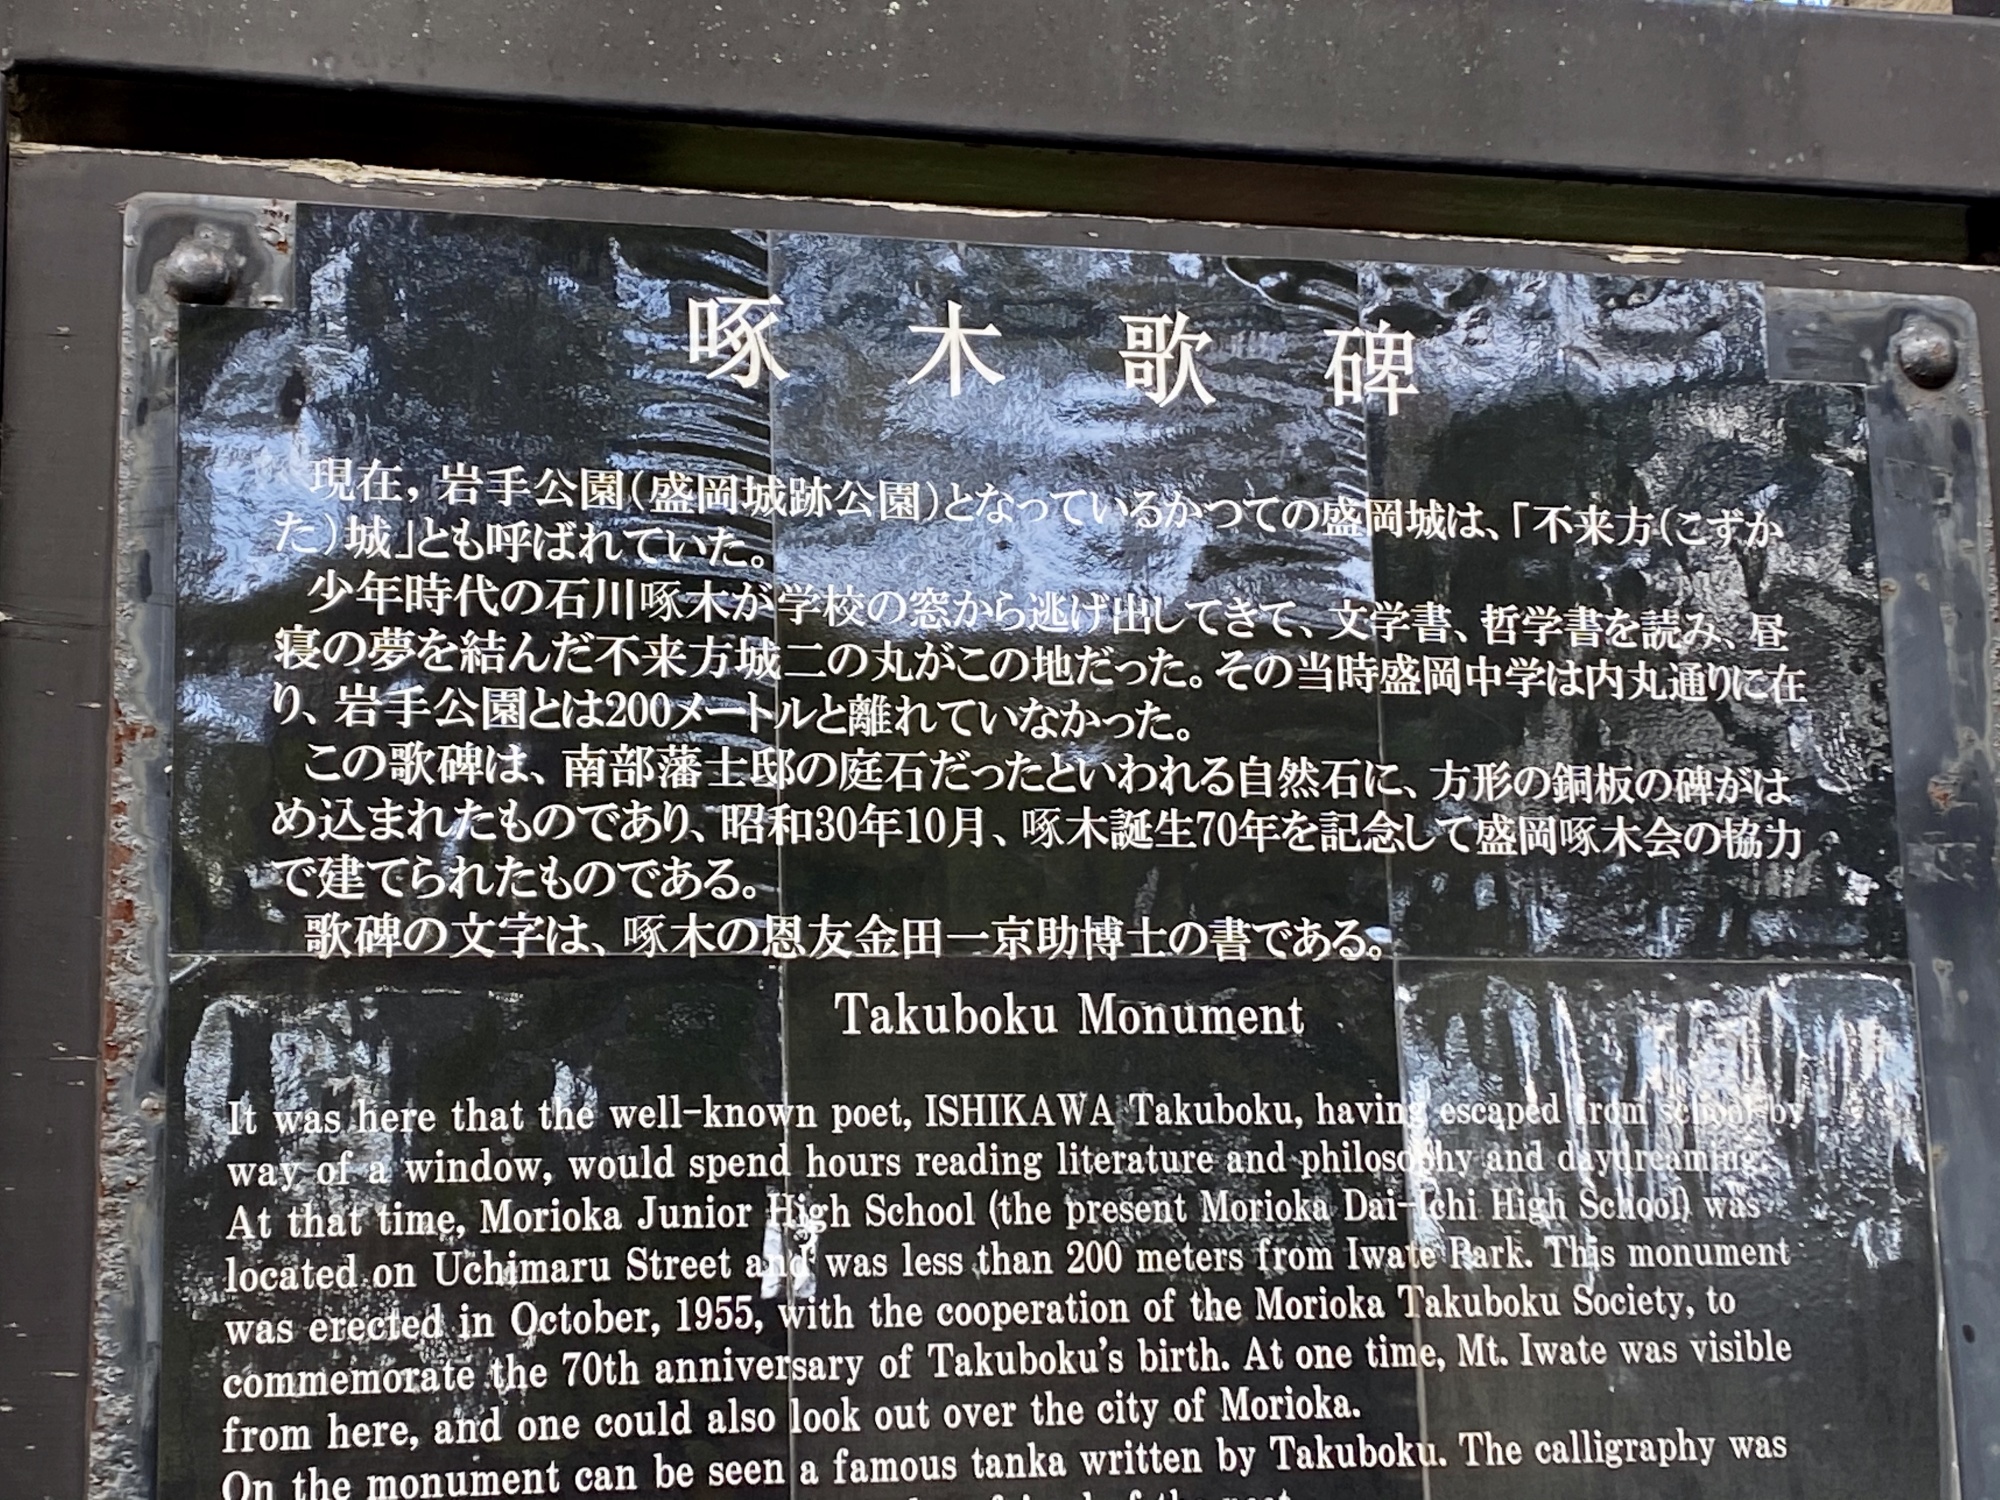 啄木歌碑
現在，岩手公園（盛岡城跡公園）となっているかつての盛岡城は、「不来方（こずか
た）城」とも呼ばれていた。
少年時代の石川啄木が学校の窓から逃げ出してきて、文学書、哲学書を読み、昼
寝の夢を結んだ不来方城二の丸がこの地だった。その当時盛岡中学は内丸通りに在
り、岩手公園とは200メートルと離れていなかった。
この歌碑は、南部藩士邸の庭石だったといわれる自然石に、方形の銅板の碑がは
め込まれたものであり、昭和30年10月、啄木誕生70年を記念して盛岡啄木会の協力
で建てられたものである。
歌碑の文字は、啄木の恩友金田一京助博士の書である。
Takuboku Monument
It was here that the well-known poet, ISHIKAWA Takuboku, having escaped from school by
way of a window, would spend hours reading literature and philosophy and daydreaming.
At that time, Morioka Junior High School (the present Morioka Dai-Ichi High School) was
located on Uchimaru Street and was less than 200 meters from Iwate Park. This monument
was erected in October, 1955, with the cooperation of the Morioka Takuboku Society, to
commemorate the 70th anniversary of Takuboku's birth. At one time, Mt. Iwate was visible
from here, and one could also look out over the city of Morioka.
On the monument can be seen a famous tanka written by Takuboku. The calligraphy was